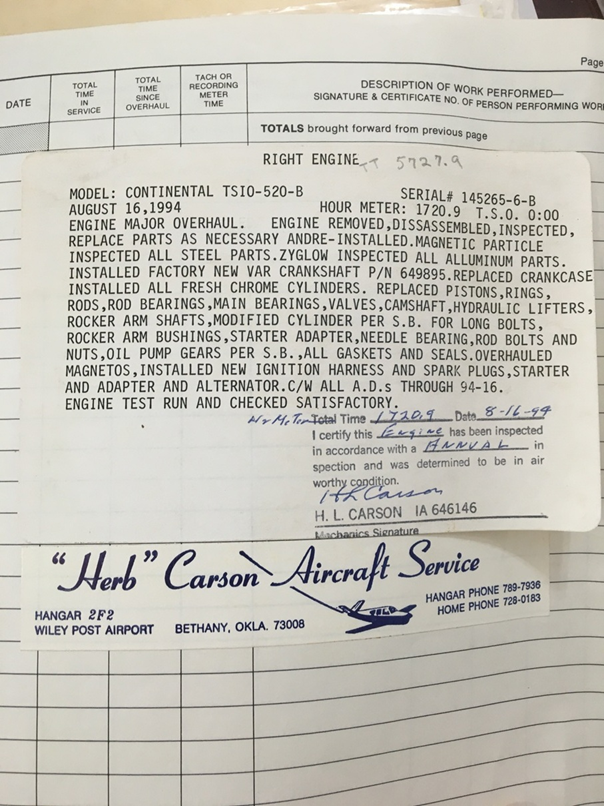 Page
DATE
TOTAL TIME IN SERVICE
TOTAL TIME SINCE OVERHAUL
TACH OR RECORDING METER TIME
DESCRIPTION OF WORK PERFORMED—
SIGNATURE & CERTIFICATE NO. OF PERSON PERFORMING WOR
TOTALS brought forward from previous page
RIGHT ENGINE TT 5727.9
MODEL: CONTINENTAL TSIO-520-B SERIAL# 145265-6-B
AUGUST 16,1994 HOUR METER: 1720.9 T.S.O. 0:00
ENGINE MAJOR OVERHAUL. ENGINE REMOVED,DISSASSEMBLED,INSPECTED,
REPLACE PARTS AS NECESSARY ANDRE-INSTALLED.MAGNETIC PARTICLE
INSPECTED ALL STEEL PARTS.ZYGLOW INSPECTED ALL ALLUMINUM PARTS.
INSTALLED FACTORY NEW VAR CRANKSHAFT P/N 649895.REPLACED CRANKCASE
INSTALLED ALL FRESH CHROME CYLINDERS. REPLACED PISTONS,RINGS,
RODS,ROD BEARINGS,MAIN BEARINGS,VALVES,CAMSHAFT,HYDRAULIC LIFTERS,
ROCKER ARM SHAFTS,MODIFIED CYLINDER PER S.B. FOR LONG BOLTS,
ROCKER ARM BUSHINGS,STARTER ADAPTER,NEEDLE BEARING,ROD BOLTS AND
NUTS,OIL PUMP GEARS PER S.B.,ALL GASKETS AND SEALS.OVERHAULED
MAGNETOS,INSTALLED NEW IGNITION HARNESS AND SPARK PLUGS,STARTER
AND ADAPTER AND ALTERNATOR.C/W ALL A.D.s THROUGH 94-16.
ENGINE TEST RUN AND CHECKED SATISFACTORY.
Total Time 1720.9 Date 8-16-94
I certify this Engine has been inspected
in accordance with a ANNUAL in
spection and was determined to be in air
worthy condition.
H L Carson
H. L. CARSON IA 646146
Mechanics Signature
"Herb" Carson Aircraft Service
HANGAR 2F2
WILEY POST AIRPORT BETHANY, OKLA. 73008
HANGAR PHONE 789-7936
HOME PHONE 728-0183